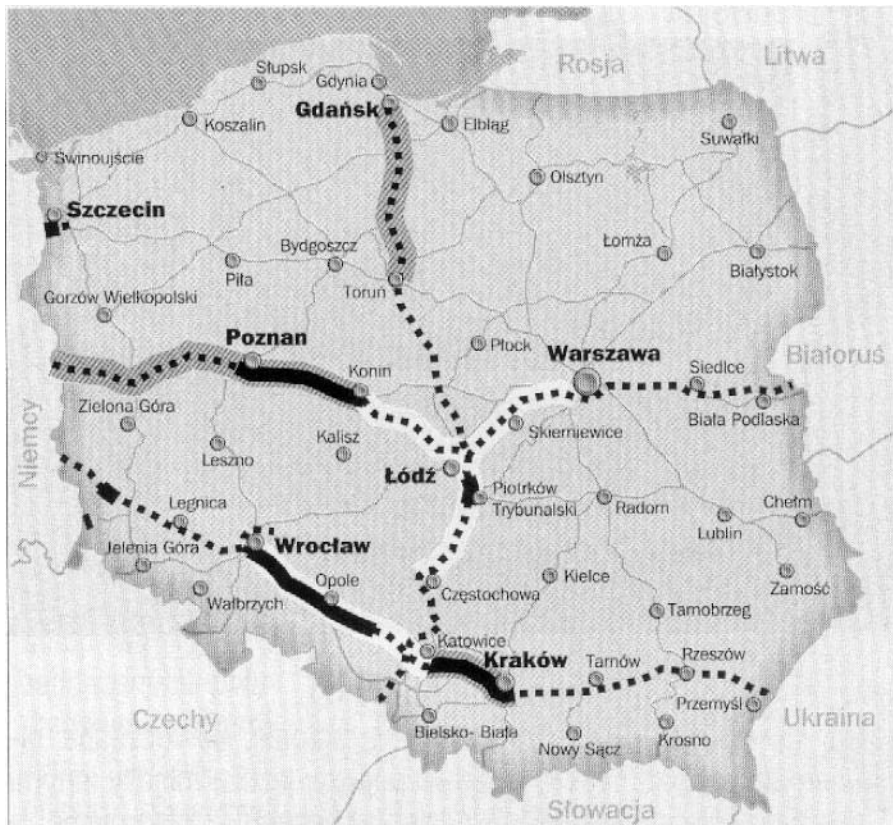 Rosja
Litwa
Słupsk
Gdynia
Gdańsk
Koszalin
Elbląg
Suwałki
Świnoujście
Olsztyn
Szczecin
Bydgoszcz
Łomża
Piła
Toruń
Białystok
Gorzów Wielkopolski
Poznan
Płock
Warszawa
Białoruś
Konin
Siedlce
Zielona Góra
Biała Podlaska
Niemcy
Leszno
Kalisz
Skierniewice
Łódź
Piotrków
Trybunalski
Legnica
Radom
Lublin
Chełm
Jelenia Góra
Wrocław
Opole
Wałbrzych
Częstochowa
Kielce
Zamość
Tarnobrzeg
Katowice
Kraków
Tarnów
Rzeszów
Przemyśl
Czechy
Bielsko- Biała
Nowy Sącz
Krosno
Ukraina
Słowacja